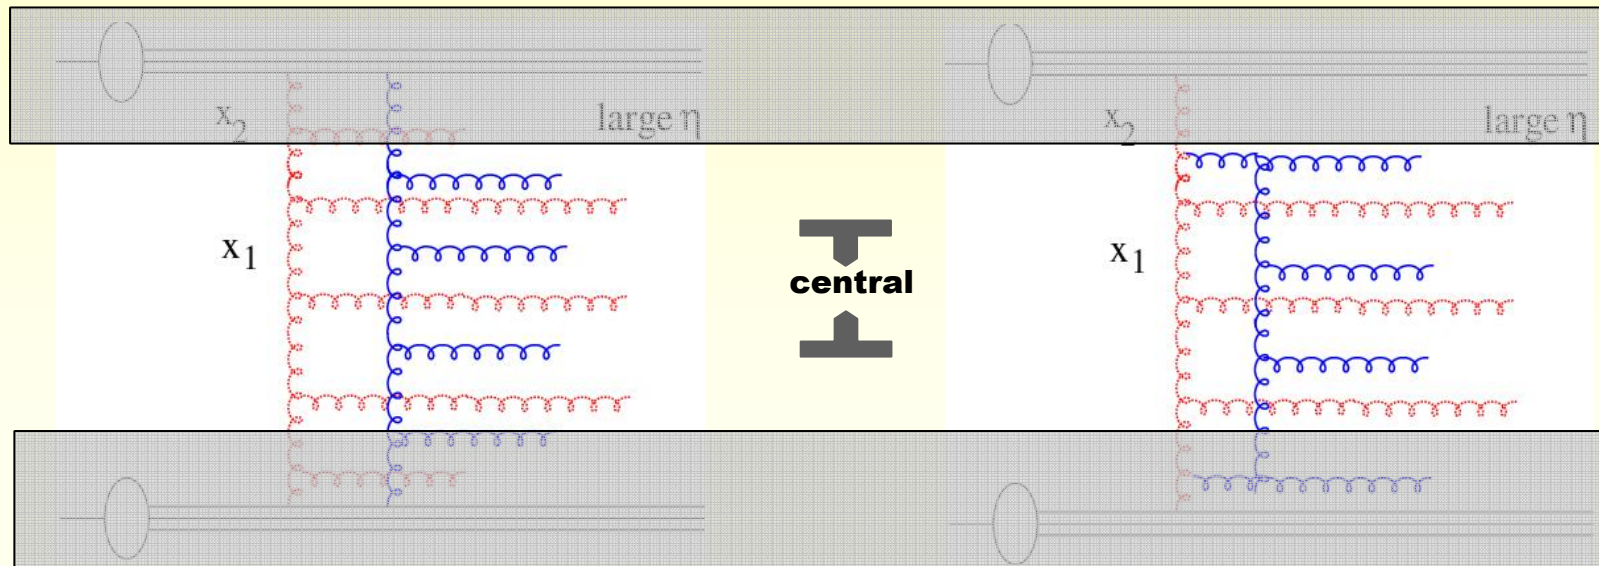 x2
large η
x1
central
x2
large η
x1